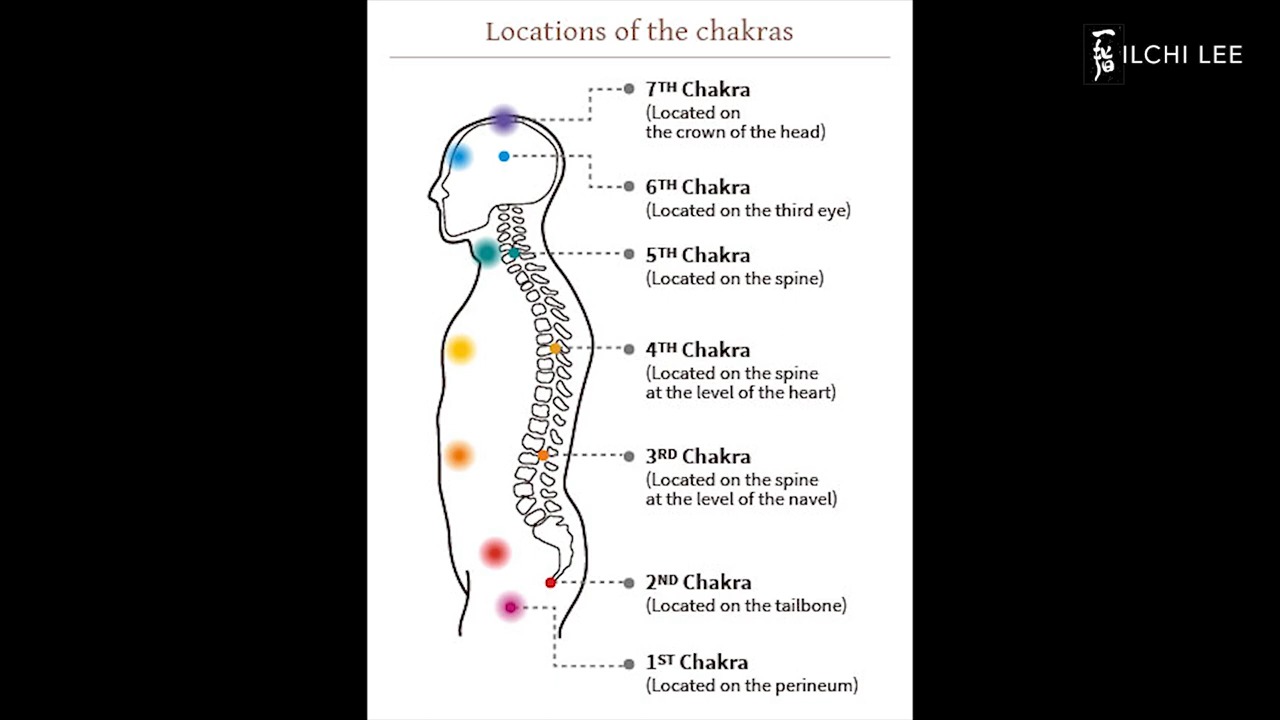 Locations of the chakras
ILCHI LEE
7TH Chakra
(Located on
the crown of the head)
6TH Chakra
(Located on the third eye)
5TH Chakra
(Located on the spine)
4TH Chakra
(Located on the spine
at the level of the heart)
3RD Chakra
(Located on the spine
at the level of the navel)
2ND Chakra
(Located on the tailbone)
1ST Chakra
(Located on the perineum)